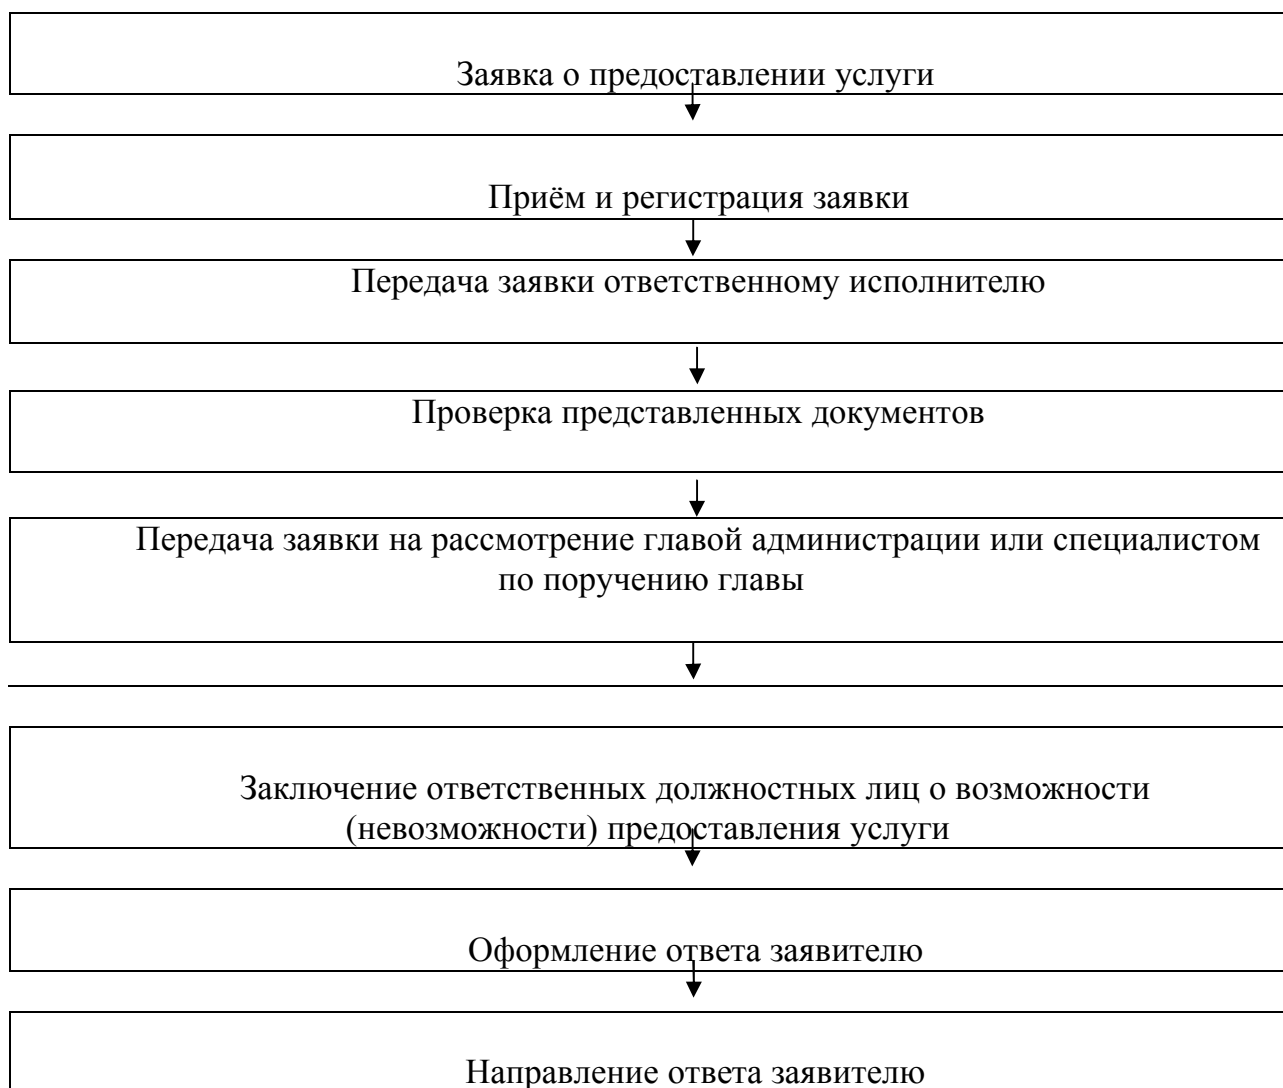 Заявка о предоставлении услуги
Приём и регистрация заявки
Передача заявки ответственному исполнителю
Проверка представленных документов
Передача заявки на рассмотрение главой администрации или специалистом
по поручению главы
Заключение ответственных должностных лиц о возможности
(невозможности) предоставления услуги
Оформление ответа заявителю
Направление ответа заявителю